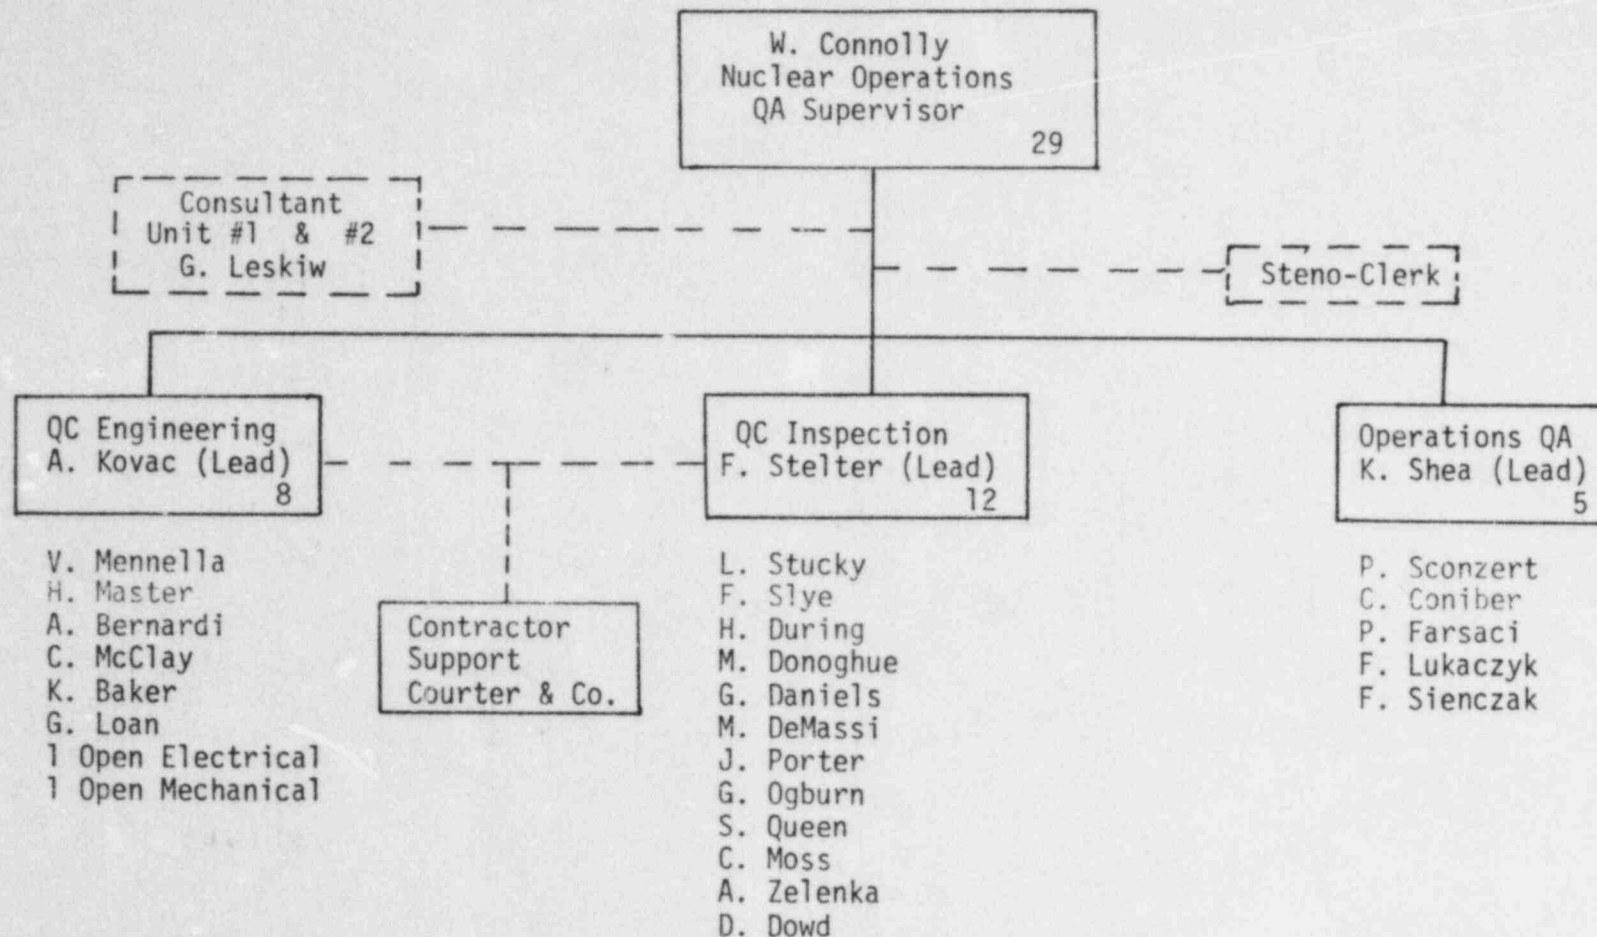 W. Connolly
Nuclear Operations
QA Supervisor
29
Consultant
Unit #1 & #2
G. Leskiw
Steno-Clerk
QC Engineering
A. Kovac (Lead)
8
QC Inspection
F. Stelter (Lead)
12
Operations QA
K. Shea (Lead)
5
V. Mennella
H. Master
A. Bernardi
C. McClay
K. Baker
G. Loan
1 Open Electrical
1 Open Mechanical
Contractor
Support
Courter & Co.
L. Stucky
F. Slye
H. During
M. Donoghue
G. Daniels
M. DeMassi
J. Porter
G. Ogburn
S. Queen
C. Moss
A. Zelenka
D. Dowd
P. Sconzert
C. Coniber
P. Farsaci
F. Lukaczyk
F. Sienczak